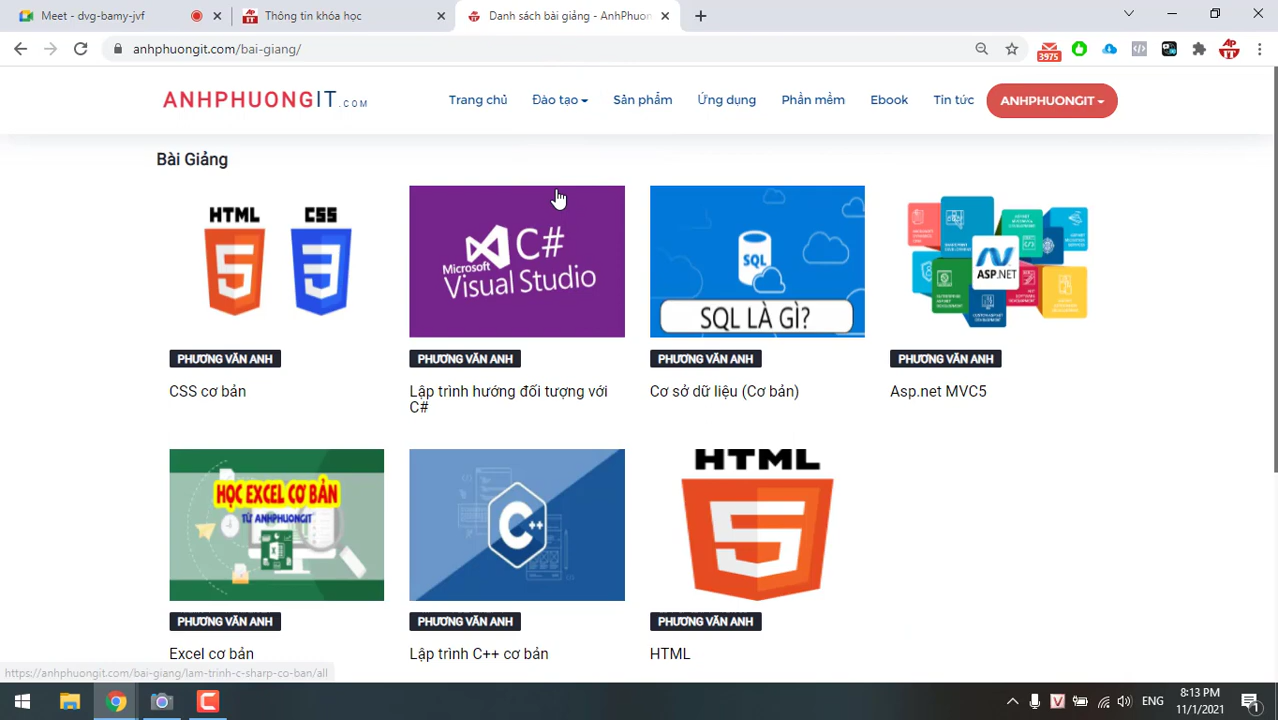 Meet - dvg-bamy-jvf
Thông tin khóa học
Danh sách bài giảng - AnhPhuon
anhphuongit.com/bai-giang/
3975
ANHPHUONGIT.COM
Trang chủ
Đào tạo
Sản phẩm
Ứng dụng
Phần mềm
Ebook
Tin tức
ANHPHUONGIT
Bài Giảng
HTML CSS
5 3
C#
Microsoft
Visual Studio
SQL
SQL LÀ GÌ?
ASP.NET
PHƯƠNG VĂN ANH
PHƯƠNG VĂN ANH
PHƯƠNG VĂN ANH
PHƯƠNG VĂN ANH
CSS cơ bản
Lập trình hướng đối tượng với
C#
Cơ sở dữ liệu (Cơ bản)
Asp.net MVC5
HỌC EXCEL CƠ BẢN
TỪ ANHPHUONGIT
C++
HTML
5
PHƯƠNG VĂN ANH
PHƯƠNG VĂN ANH
PHƯƠNG VĂN ANH
Excel cơ bản
Lập trình C++ cơ bản
HTML
https://anhphuongit.com/bai-giang/lam-trinh-c-sharp-co-ban/all
ENG
8:13 PM
11/1/2021